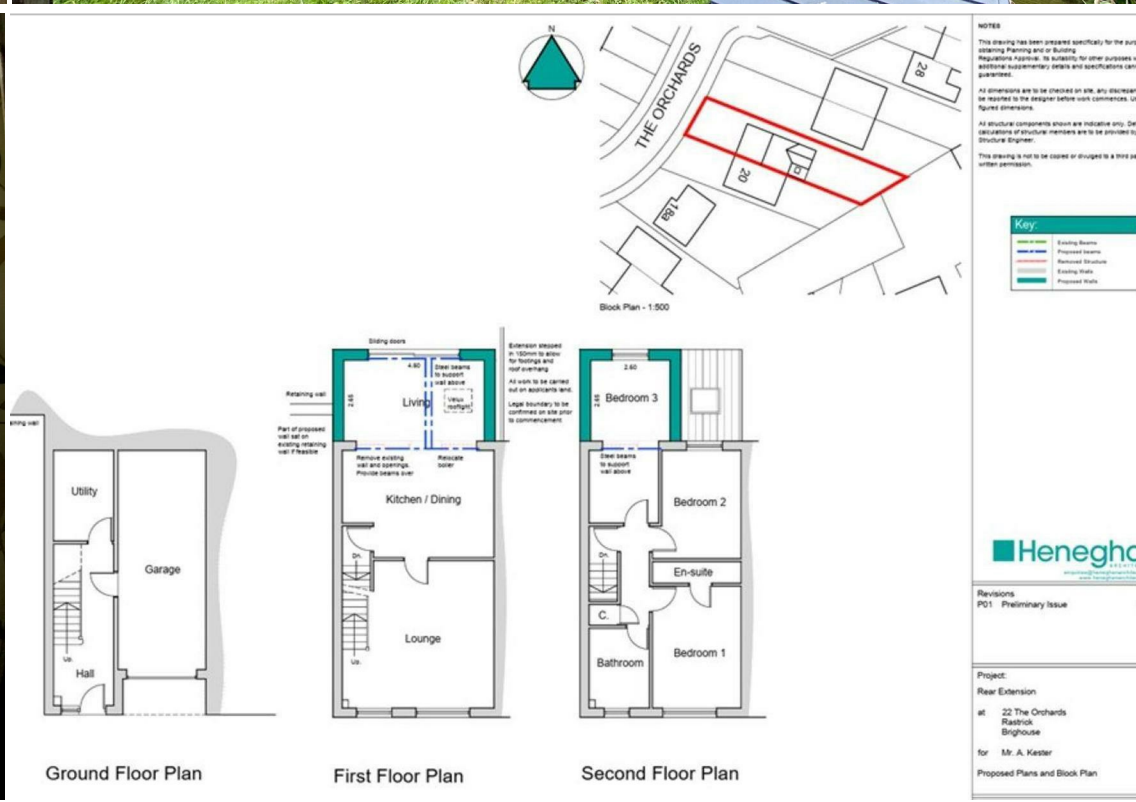 N
THE ORCHARDS
28
20
18a
Block Plan - 1:500
NOTES
This drawing has been prepared specifically for the
obtaining Planning and or Building
Regulations Approval. Its suitability for other purposes
additional supplementary details and specifications
guaranteed.
All dimensions are to be checked on site, any
be reported to the designer before work commences.
figured dimensions.
All structural components shown are indicative only.
calculations of structural members are to be provided
Structural Engineer.
This drawing is not to be copied or divulged to a third
written permission.
Key:
Existing Beams
Proposed beams
Removed Structure
Existing Walls
Proposed Walls
wall
Utility
Garage
Up.
Hall
Ground Floor Plan
Sliding doors
Retaining wall
Part of proposed
wall sat on
existing retaining
wall if feasible
4.60
2.65
Living
Steel beams
to support
wall above
Velux
rooflight
Extension stepped
in 150mm to allow
for footings and
roof overhang
All work to be carried
out on applicants land.
Legal boundary to be
confirmed on site prior
to commencement
Remove existing
wall and openings.
Provide beams over
Relocate
boiler
Kitchen / Dining
Dn.
Lounge
Up.
First Floor Plan
2.60
2.65
Bedroom 3
Steel beams
to support
wall above
Bedroom 2
Dn.
En-suite
C.
Bathroom
Bedroom 1
Second Floor Plan
Revisions
P01 Preliminary Issue
Project:
Rear Extension
at 22 The Orchards
Rastrick
Brighouse
for Mr. A. Kester
Proposed Plans and Block Plan